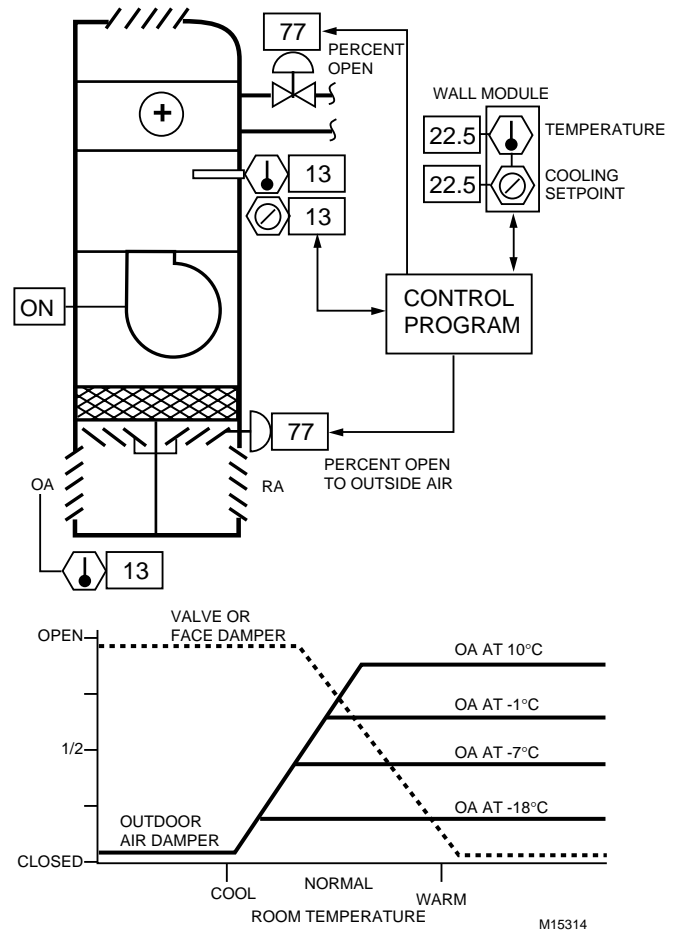 77
PERCENT
OPEN
WALL MODULE
22.5
TEMPERATURE
22.5
COOLING
SETPOINT
13
13
ON
CONTROL
PROGRAM
77
PERCENT OPEN
TO OUTSIDE AIR
OA
RA
13
VALVE OR
FACE DAMPER
OPEN
OA AT 10°C
OA AT -1°C
1/2
OA AT -7°C
OA AT -18°C
OUTDOOR
AIR DAMPER
CLOSED
COOL
NORMAL
WARM
ROOM TEMPERATURE
M15314